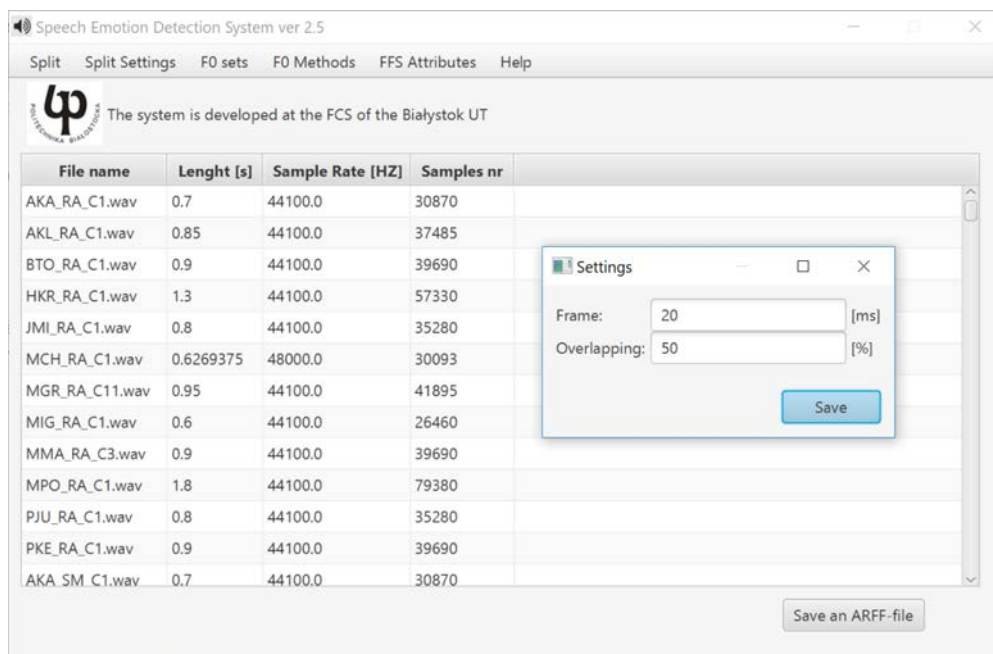 Speech Emotion Detection System ver 2.5
Split Split Settings F0 sets F0 Methods FFS Attributes Help
POLITECHNIKA BIAŁOSTOCKA
The system is developed at the FCS of the Białystok UT
File name Lenght [s] Sample Rate [HZ] Samples nr
AKA_RA_C1.wav 0.7 44100.0 30870
AKL_RA_C1.wav 0.85 44100.0 37485
BTO_RA_C1.wav 0.9 44100.0 39690
HKR_RA_C1.wav 1.3 44100.0 57330
JMI_RA_C1.wav 0.8 44100.0 35280
MCH_RA_C1.wav 0.6269375 48000.0 30093
MGR_RA_C11.wav 0.95 44100.0 41895
MIG_RA_C1.wav 0.6 44100.0 26460
MMA_RA_C3.wav 0.9 44100.0 39690
MPO_RA_C1.wav 1.8 44100.0 79380
PJU_RA_C1.wav 0.8 44100.0 35280
PKE_RA_C1.wav 0.9 44100.0 39690
AKA_SM_C1.wav 0.7 44100.0 30870
Settings
Frame: 20 [ms]
Overlapping: 50 [%]
Save
Save an ARFF-file